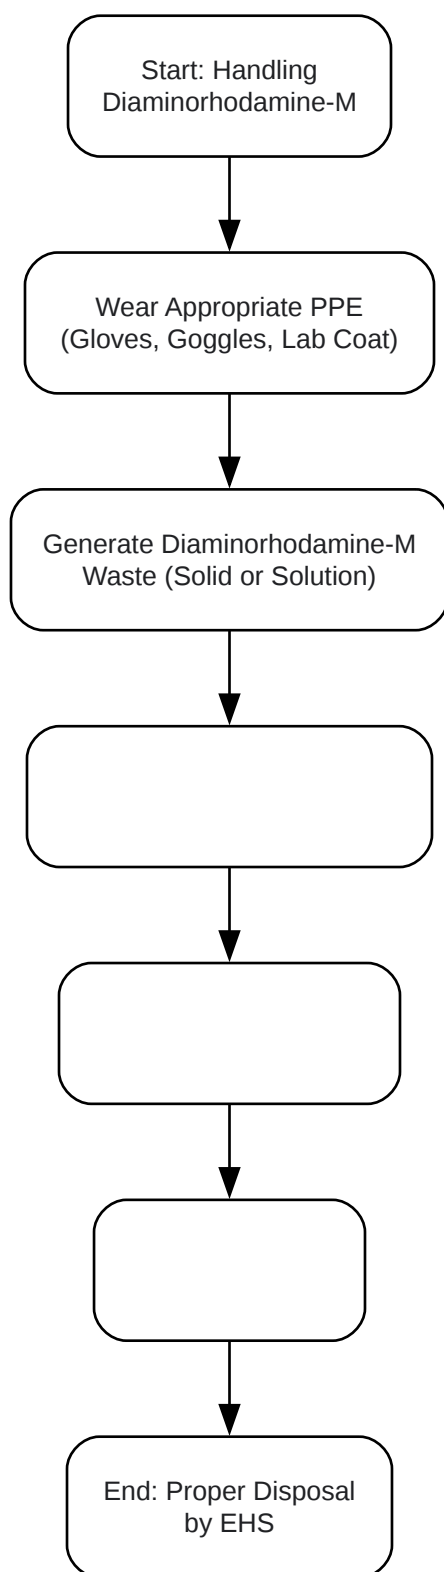 Start: Handling
Diaminorhodamine-M
Wear Appropriate PPE
(Gloves, Goggles, Lab Coat)
Generate Diaminorhodamine-M
Waste (Solid or Solution)
End: Proper Disposal
by EHS